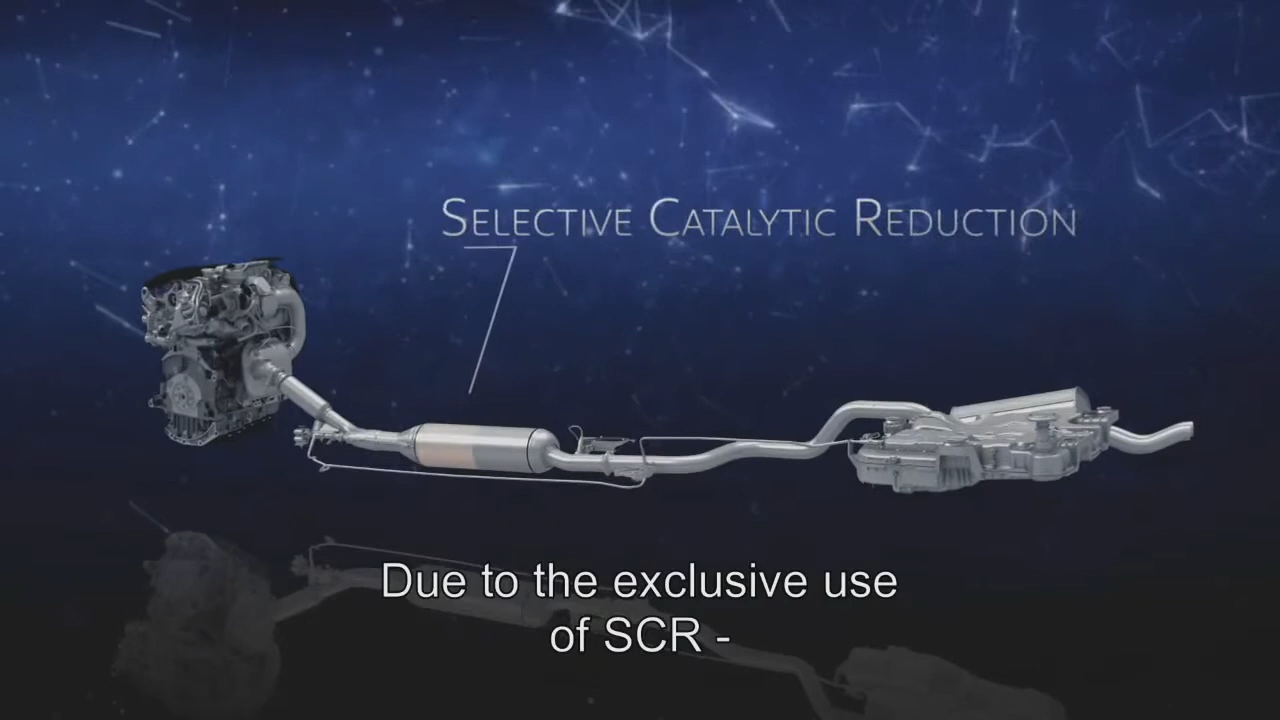 SELECTIVE CATALYTIC REDUCTION
Due to the exclusive use
of SCR -